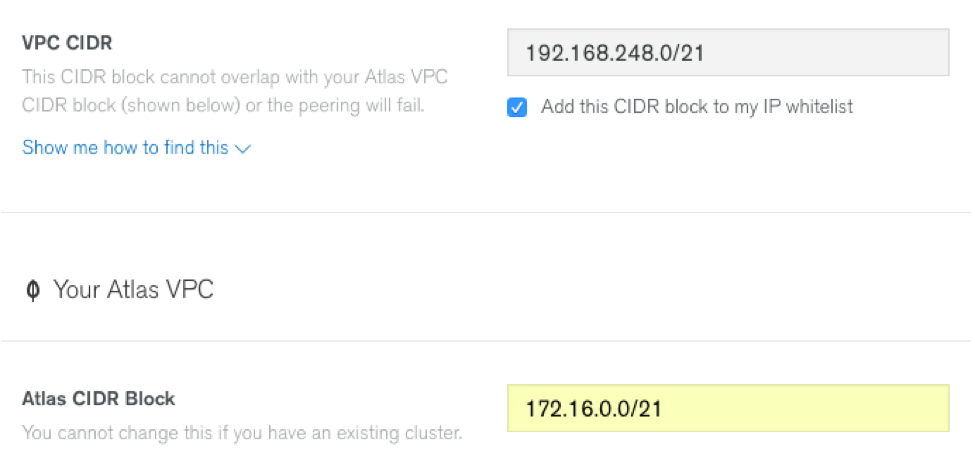 VPC CIDR
192.168.248.0/21
This CIDR block cannot overlap with your Atlas VPC
CIDR block (shown below) or the peering will fail.
Add this CIDR block to my IP whitelist
Show me how to find this
Your Atlas VPC
Atlas CIDR Block
172.16.0.0/21
You cannot change this if you have an existing cluster.